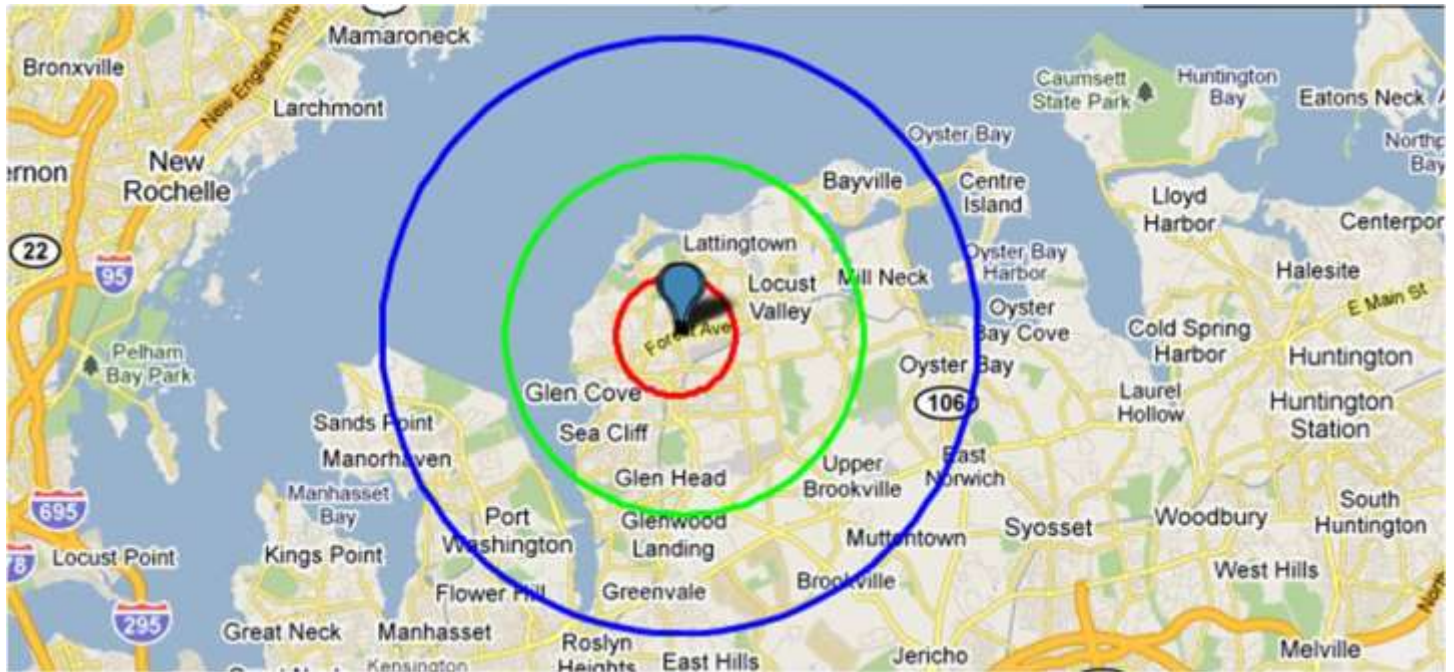 Mamaroneck
Bronxville
New England Thru
Larchmont
New
Rochelle
ernon
22
95
Pelham
Bay Park
Caumsett
State Park
Huntington
Bay
Eatons Neck
Northp
Bay
Oyster Bay
Bayville
Centre
Island
Lloyd
Harbor
Centerpor
Lattingtown
Locust
Valley
Mill Neck
Oyster Bay
Harbor
Halesite
E Main St
Forest Ave
Oyster
Bay Cove
Cold Spring
Harbor
Huntington
Oyster Bay
106
Laurel
Hollow
Huntington
Station
Glen Cove
Sea Cliff
Sands Point
Manorhaven
Manhasset
Bay
Glen Head
Upper
Brookville
East
Norwich
Port
Washington
Glenwood
Landing
Muttontown
Syosset
Woodbury
South
Huntington
695
78
Locust Point
Kings Point
Flower Hill
Greenvale
Brookville
West Hills
295
Great Neck
Manhasset
Kensington
Roslyn
Heights
East Hills
Jericho
Melville